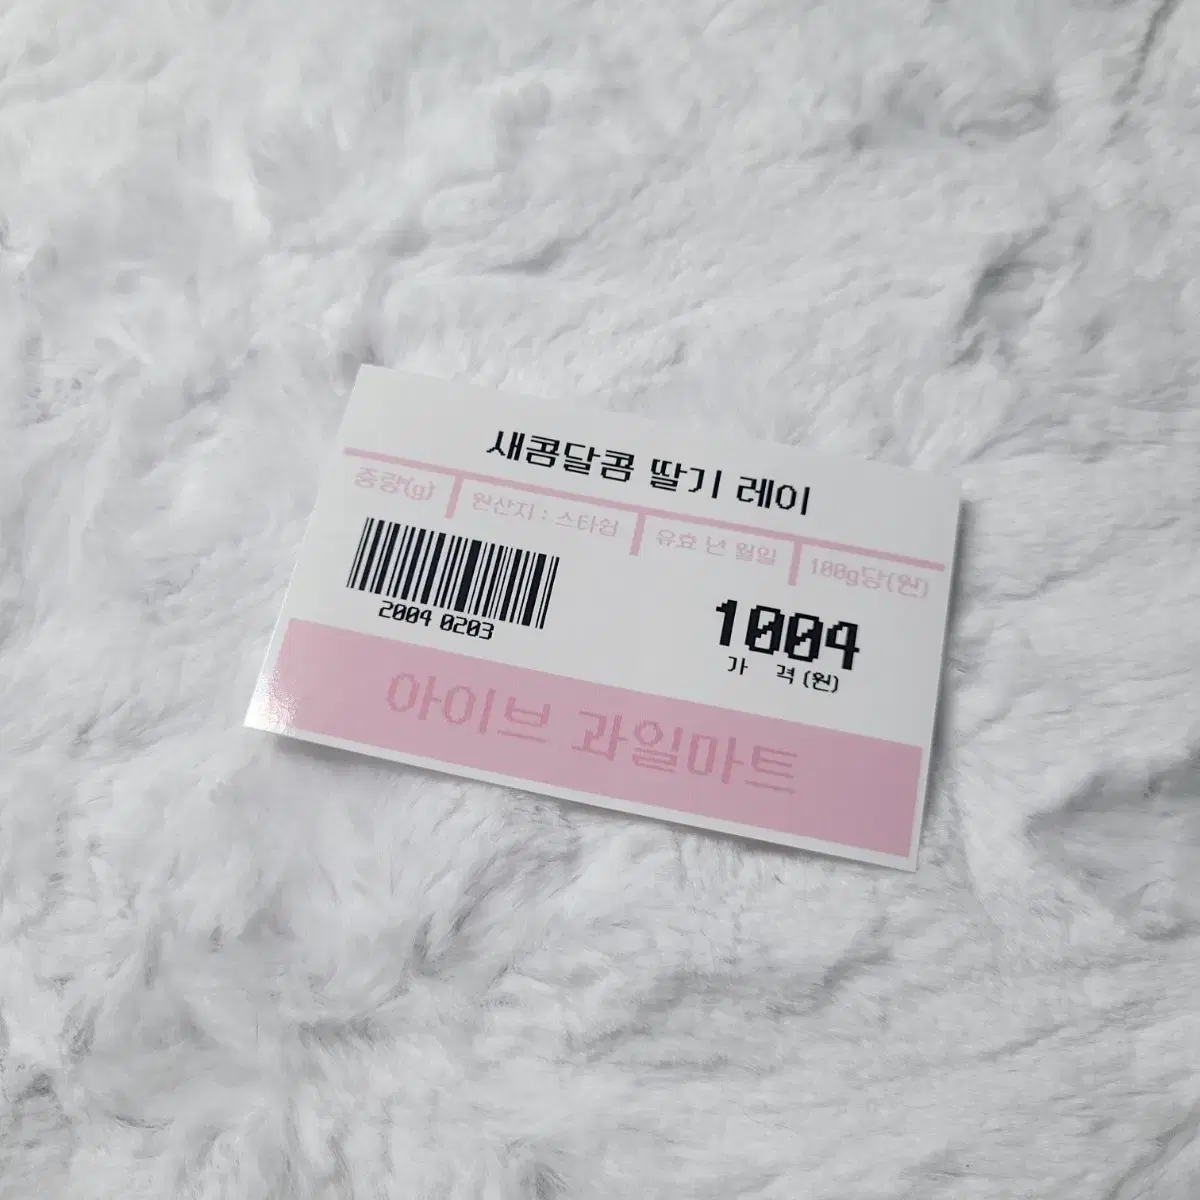 새콤달콤 딸기 레이
중량(g) 원산지 : 스타쉽 유효 년 월일 100g당(원)
2004 0203
1004
가 격(원)
아이브 과일마트